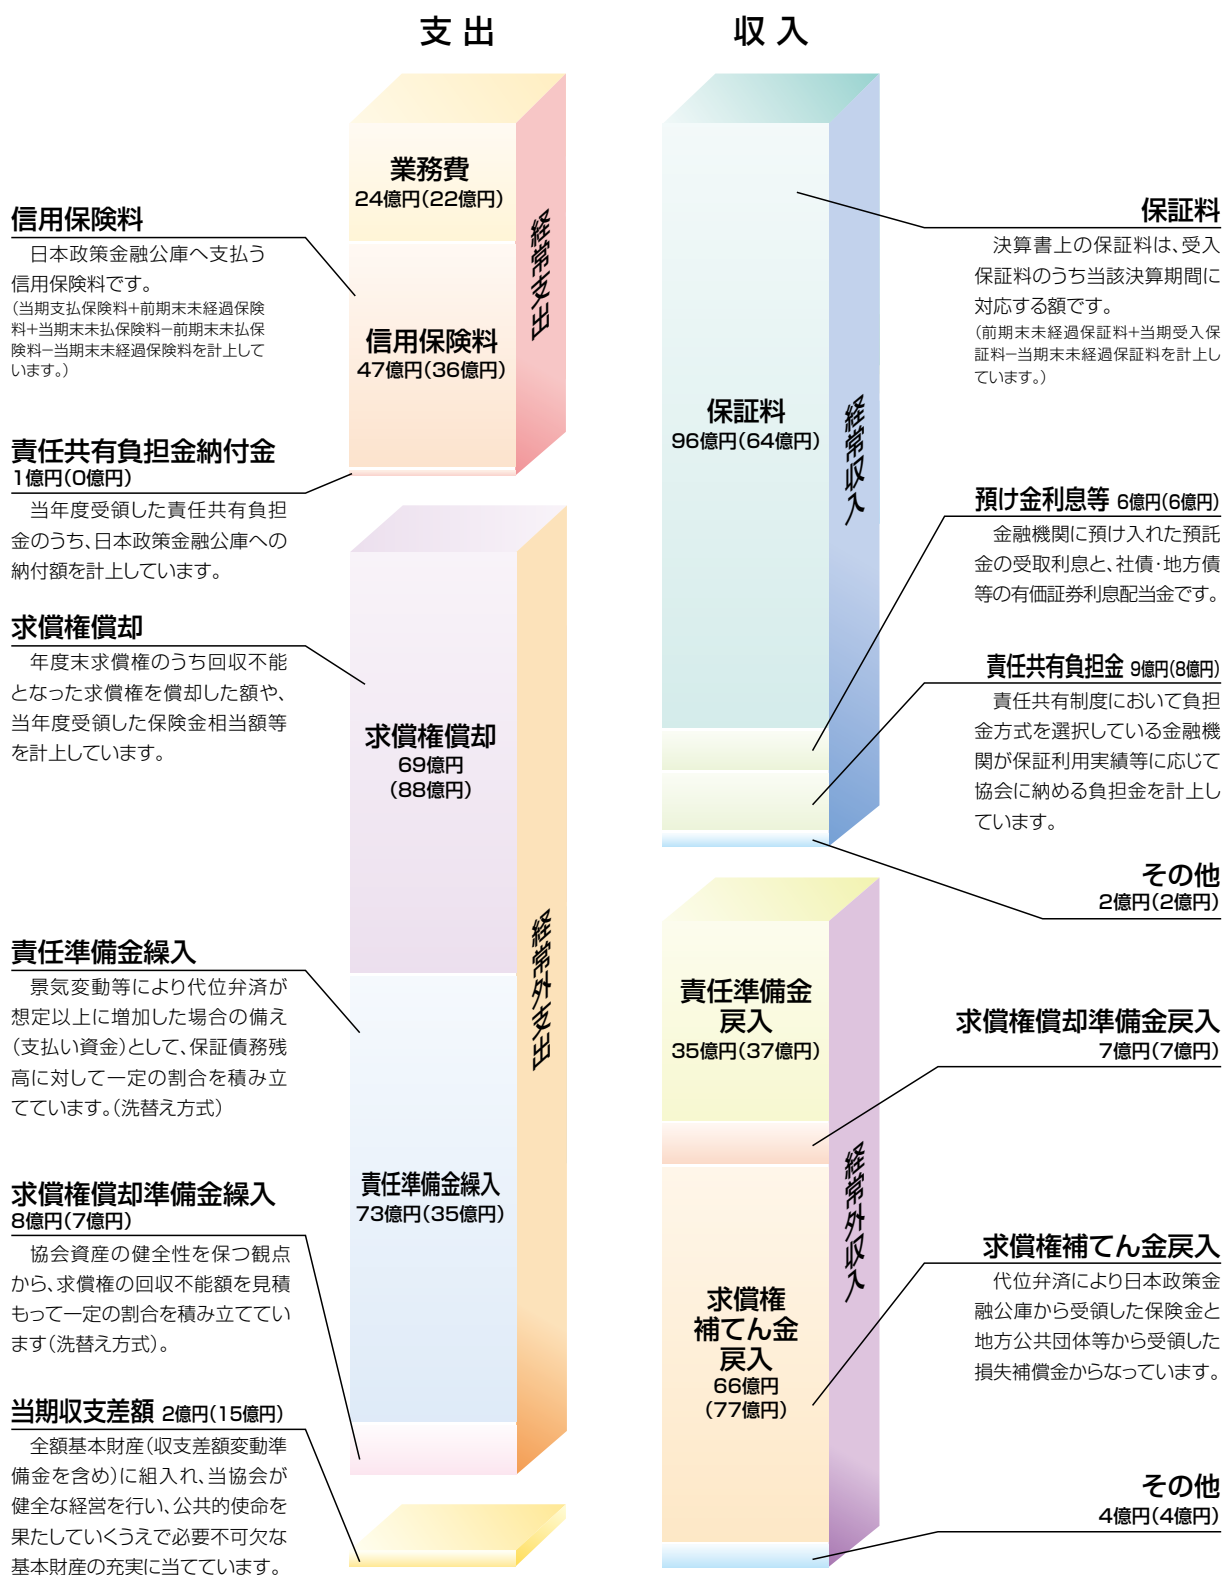 支出
収入
業務費
24億円(22億円)
信用保険料
47億円(36億円)
経常支出
信用保険料
日本政策金融公庫へ支払う
信用保険料です。
(当期支払保険料+前期末未経過保険
料+当期末未払保険料−前期末未払保
険料−当期末未経過保険料を計上して
います。)
責任共有負担金納付金
1億円(0億円)
当年度受領した責任共有負担
金のうち、日本政策金融公庫への
納付額を計上しています。
求償権償却
年度末求償権のうち回収不能
となった求償権を償却した額や、
当年度受領した保険金相当額等
を計上しています。
求償権償却
69億円
(88億円)
責任準備金繰入
景気変動等により代位弁済が
想定以上に増加した場合の備え
(支払い資金)として、保証債務残
高に対して一定の割合を積み立
てています。(洗替え方式)
経常外支出
責任準備金繰入
73億円(35億円)
求償権償却準備金繰入
8億円(7億円)
協会資産の健全性を保つ観点
から、求償権の回収不能額を見積
もって一定の割合を積み立ててい
ます(洗替え方式)。
当期収支差額 2億円(15億円)
全額基本財産(収支差額変動準
備金を含め)に組入れ、当協会が
健全な経営を行い、公共的使命を
果たしていくうえで必要不可欠な
基本財産の充実に当てています。
保証料
96億円(64億円)
経常収入
保証料
決算書上の保証料は、受入
保証料のうち当該決算期間に
対応する額です。
(前期末未経過保証料+当期受入保
証料−当期末未経過保証料を計上し
ています。)
預け金利息等 6億円(6億円)
金融機関に預け入れた預託
金の受取利息と、社債・地方債
等の有価証券利息配当金です。
責任共有負担金 9億円(8億円)
責任共有制度において負担
金方式を選択している金融機
関が保証利用実績等に応じて
協会に納める負担金を計上し
ています。
その他
2億円(2億円)
責任準備金
戻入
35億円(37億円)
求償権償却準備金戻入
7億円(7億円)
経常外収入
求償権
補てん金
戻入
66億円
(77億円)
求償権補てん金戻入
代位弁済により日本政策金
融公庫から受領した保険金と
地方公共団体等から受領した
損失補償金からなっています。
その他
4億円(4億円)